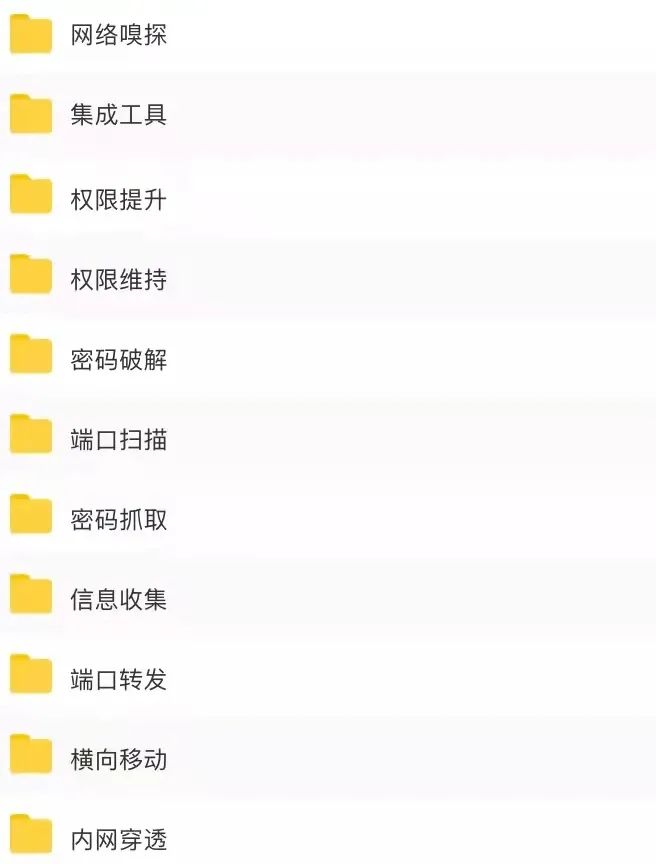 网络嗅探
集成工具
权限提升
权限维持
密码破解
端口扫描
密码抓取
信息收集
端口转发
横向移动
内网穿透